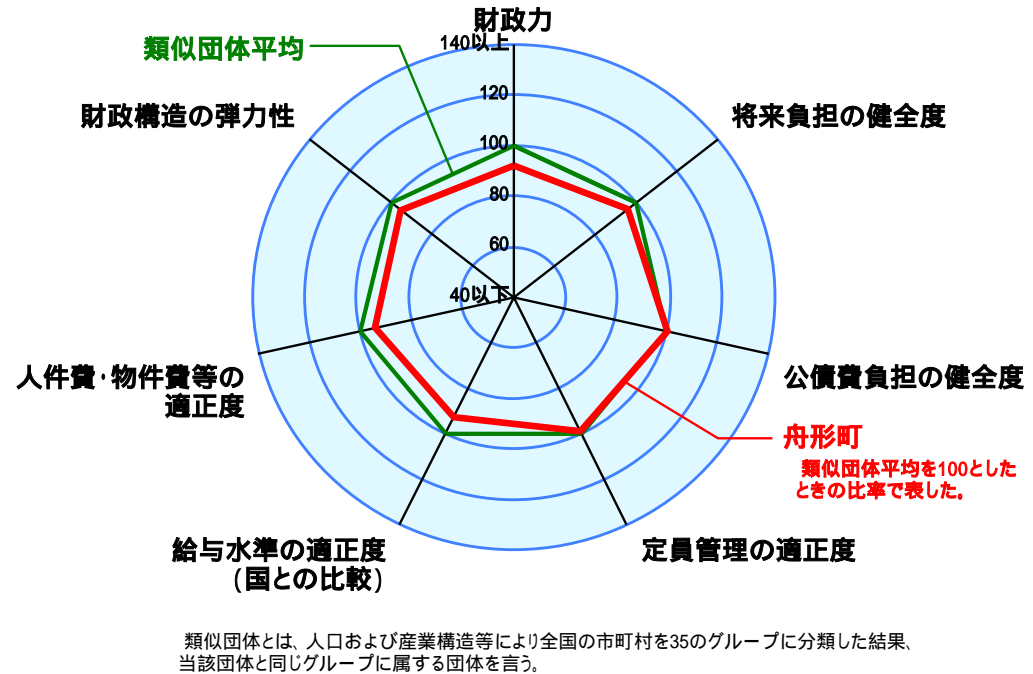 財政力
140以上
類似団体平均
120
財政構造の弾力性
将来負担の健全度
100
80
60
40以下
人件費・物件費等の
適正度
公債費負担の健全度
舟形町
類似団体平均を100とした
ときの比率で表した。
給与水準の適正度
(国との比較)
定員管理の適正度
類似団体とは、人口および産業構造等により全国の市町村を35のグループに分類した結果、
当該団体と同じグループに属する団体を言う。